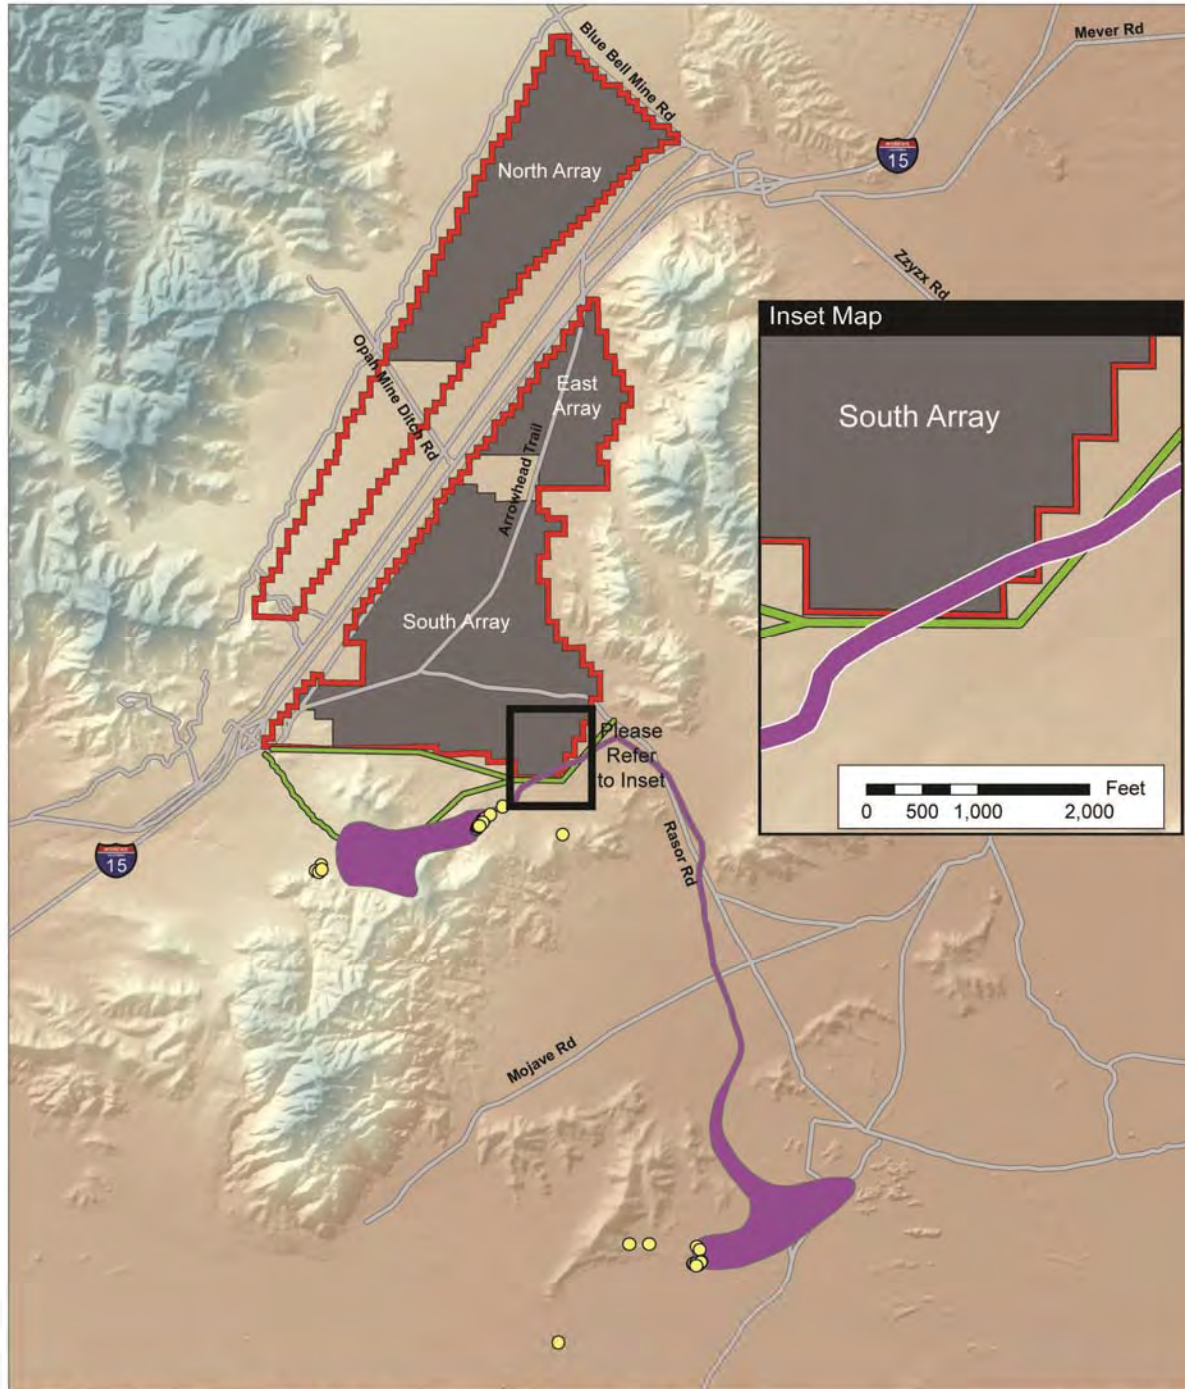 Blue Bell Mine Rd
Mever Rd
North Array
15
Zzyzx Rd
Inset Map
Opah Mine Ditch Rd
East
Array
South Array
Arrowhead Trail
South Array
Please
Refer
to Inset
Feet
0 500 1,000 2,000
Rasor Rd
15
Mojave Rd